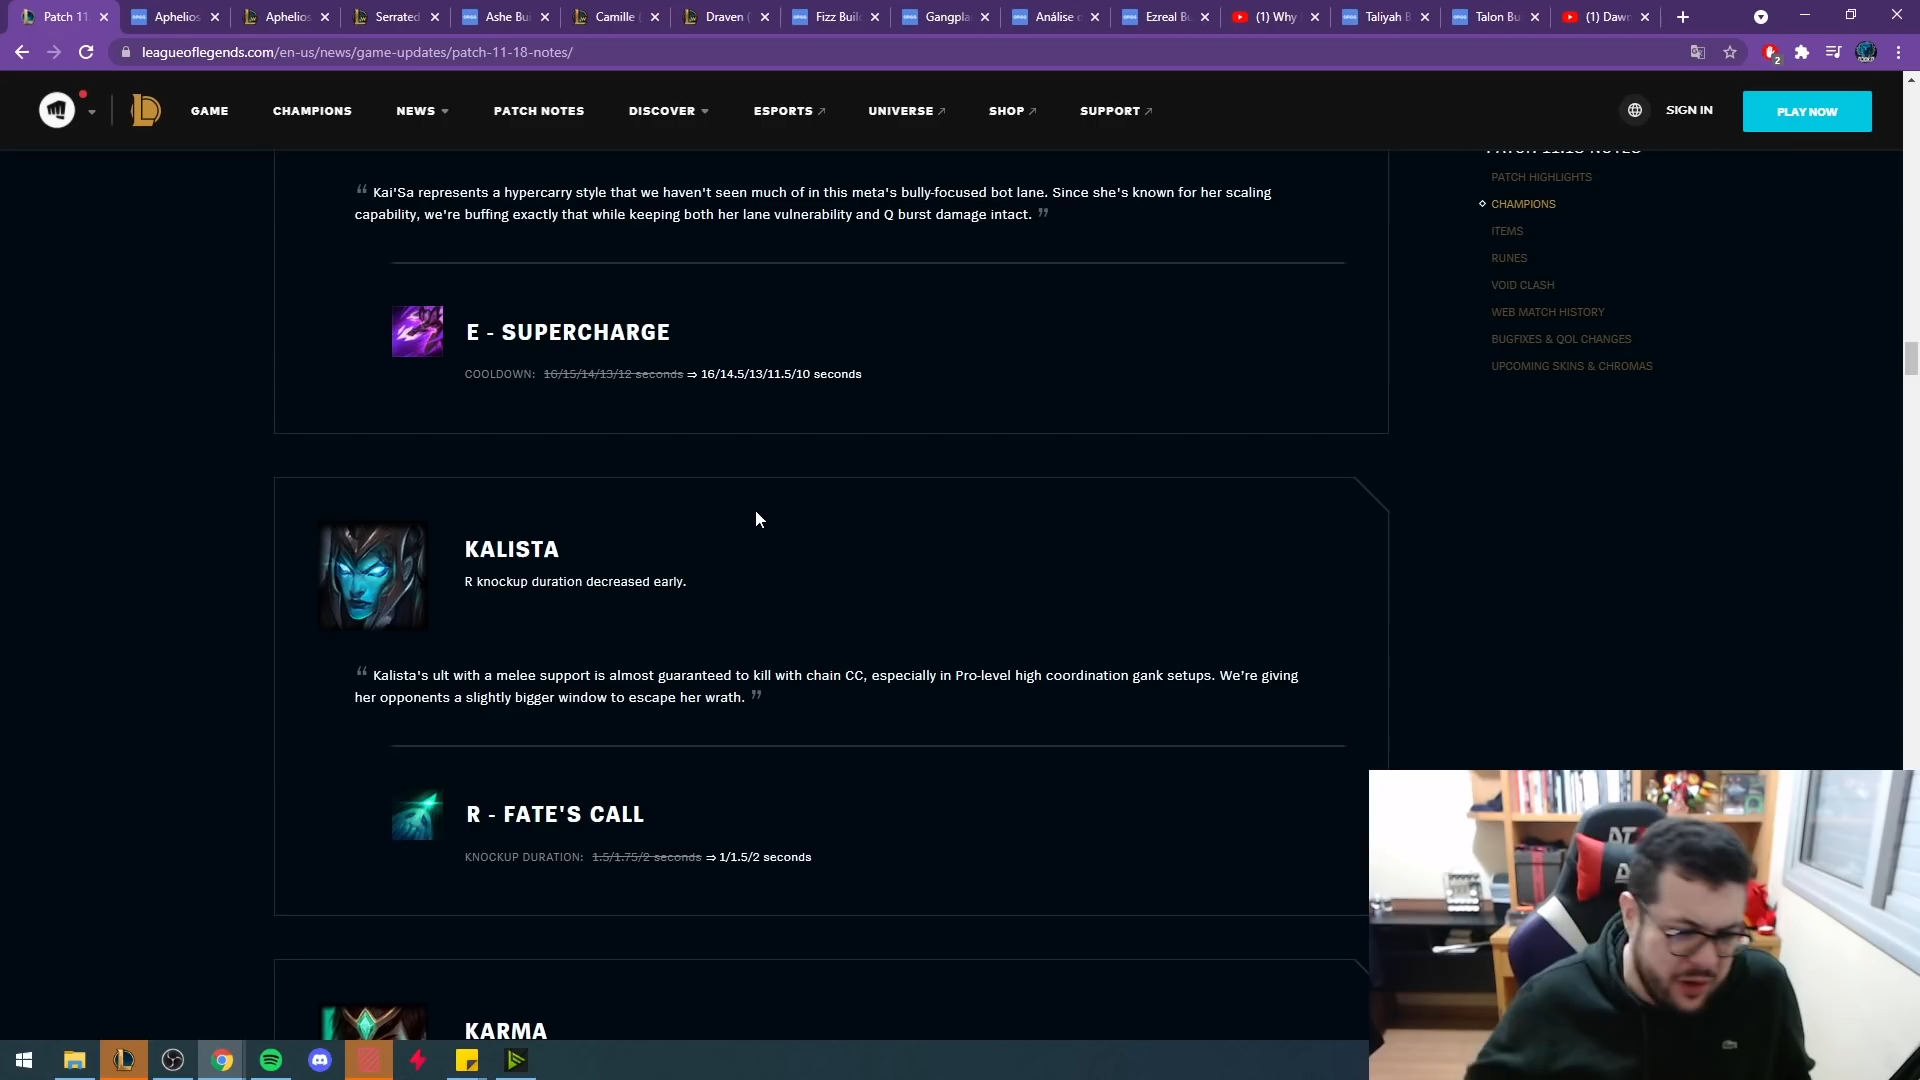 Patch 11.
Aphelios
Aphelios
Serrated
Ashe Bui
Camille (
Draven (
Fizz Buil
Gangpla
Análise c
Ezreal Bu
(1) Why
Taliyah B
Talon Bu
(1) Dawn
leagueoflegends.com/en-us/news/game-updates/patch-11-18-notes/
2
GAME
CHAMPIONS
NEWS
PATCH NOTES
DISCOVER
ESPORTS
UNIVERSE
SHOP
SUPPORT
SIGN IN
PLAY NOW
PATCH 11.18 NOTES
PATCH HIGHLIGHTS
CHAMPIONS
ITEMS
RUNES
VOID CLASH
WEB MATCH HISTORY
BUGFIXES & QOL CHANGES
UPCOMING SKINS & CHROMAS
“ Kai'Sa represents a hypercarry style that we haven't seen much of in this meta's bully-focused bot lane. Since she's known for her scaling
capability, we're buffing exactly that while keeping both her lane vulnerability and Q burst damage intact. ”
E - SUPERCHARGE
COOLDOWN: 16/15/14/13/12 seconds ⇒ 16/14.5/13/11.5/10 seconds
KALISTA
R knockup duration decreased early.
“ Kalista's ult with a melee support is almost guaranteed to kill with chain CC, especially in Pro-level high coordination gank setups. We’re giving
her opponents a slightly bigger window to escape her wrath. ”
R - FATE'S CALL
KNOCKUP DURATION: 1.5/1.75/2 seconds ⇒ 1/1.5/2 seconds
KARMA